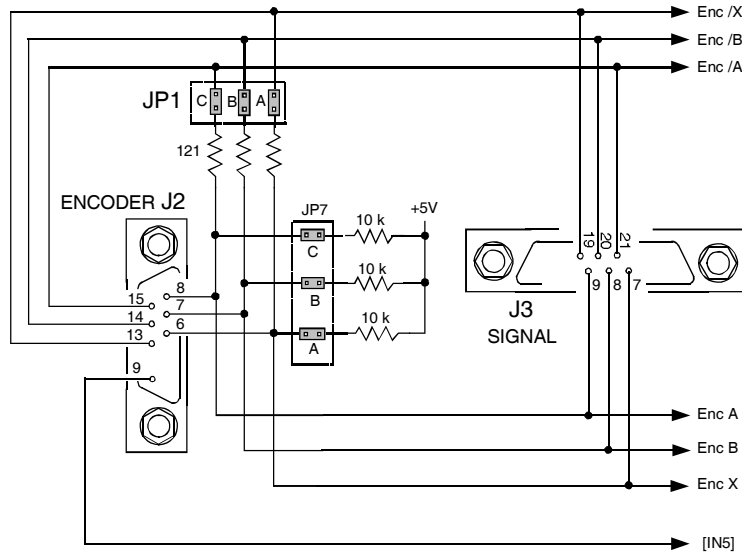 Enc /X
Enc /B
Enc /A
JP1
C B A
121
ENCODER J2
JP7
10 k
+5V
C
10 k
B
10 k
A
15
14
13
9
8
7
6
19
20
21
9
8
7
J3
SIGNAL
Enc A
Enc B
Enc X
[IN5]